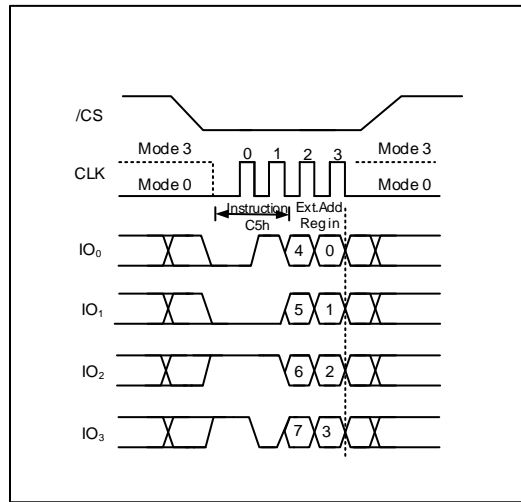 /CS
Mode 3 0 1 2 3 Mode 3
CLK
Mode 0 Mode 0
Instruction Ext.Add
C5h Reg in
IO₀ 4 0
IO₁ 5 1
IO₂ 6 2
IO₃ 7 3